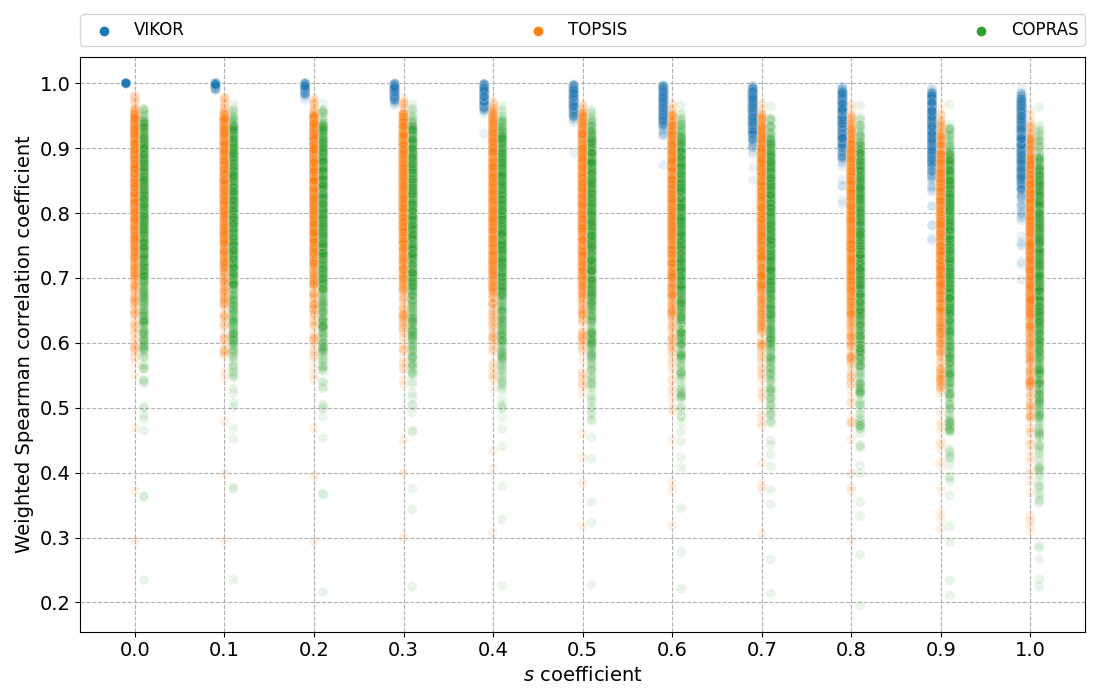 VIKOR TOPSIS COPRAS
Weighted Spearman correlation coefficient
1.0
0.9
0.8
0.7
0.6
0.5
0.4
0.3
0.2
0.0 0.1 0.2 0.3 0.4 0.5 0.6 0.7 0.8 0.9 1.0
s coefficient